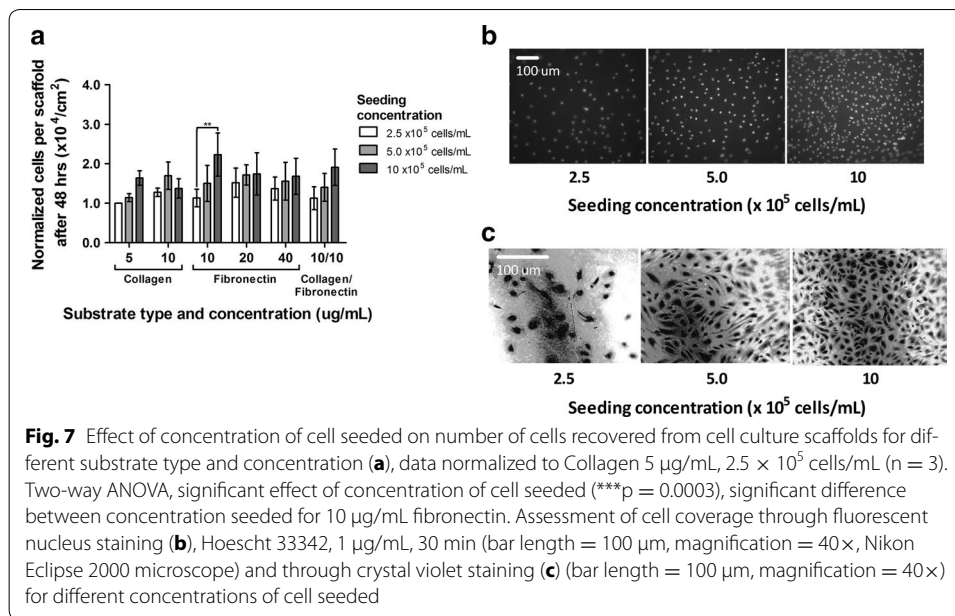 a
Normalized cells per scaffold
after 48 hrs (x10⁴/cm²)
4.0
3.0
2.0
1.0
0.0
**
Seeding
concentration
2.5 x10⁵ cells/mL
5.0 x10⁵ cells/mL
10 x10⁵ cells/mL
5 10 10 20 40 10/10
Collagen Fibronectin Collagen/
Fibronectin
Substrate type and concentration (ug/mL)
b
100 um
2.5 5.0 10
Seeding concentration (x 10⁵ cells/mL)
c
100 um
2.5 5.0 10
Seeding concentration (x 10⁵ cells/mL)
Fig. 7 Effect of concentration of cell seeded on number of cells recovered from cell culture scaffolds for dif-
ferent substrate type and concentration (a), data normalized to Collagen 5 μg/mL, 2.5 × 10⁵ cells/mL (n = 3).
Two-way ANOVA, significant effect of concentration of cell seeded (***p = 0.0003), significant difference
between concentration seeded for 10 μg/mL fibronectin. Assessment of cell coverage through fluorescent
nucleus staining (b), Hoescht 33342, 1 μg/mL, 30 min (bar length = 100 μm, magnification = 40×, Nikon
Eclipse 2000 microscope) and through crystal violet staining (c) (bar length = 100 μm, magnification = 40×)
for different concentrations of cell seeded